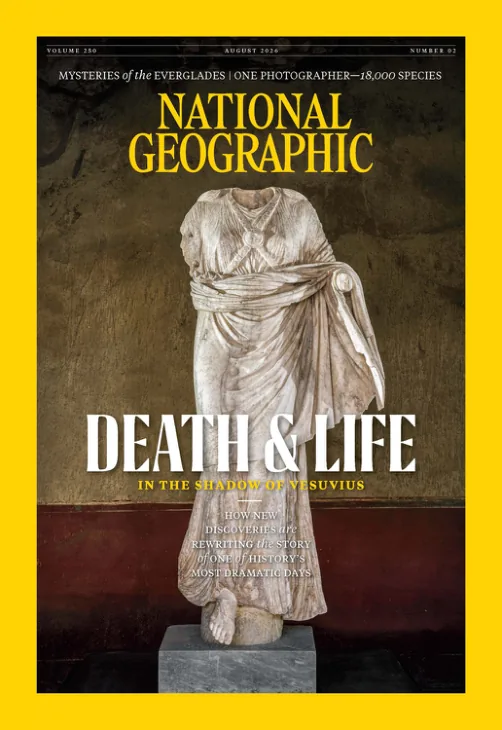 VOLUME 250 AUGUST 2026 NUMBER 02
MYSTERIES of the EVERGLADES | ONE PHOTOGRAPHER—18,000 SPECIES
NATIONAL
GEOGRAPHIC
DEATH & LIFE
IN THE SHADOW OF VESUVIUS
HOW NEW
DISCOVERIES are
REWRITING the STORY
of ONE of HISTORY'S
MOST DRAMATIC DAYS